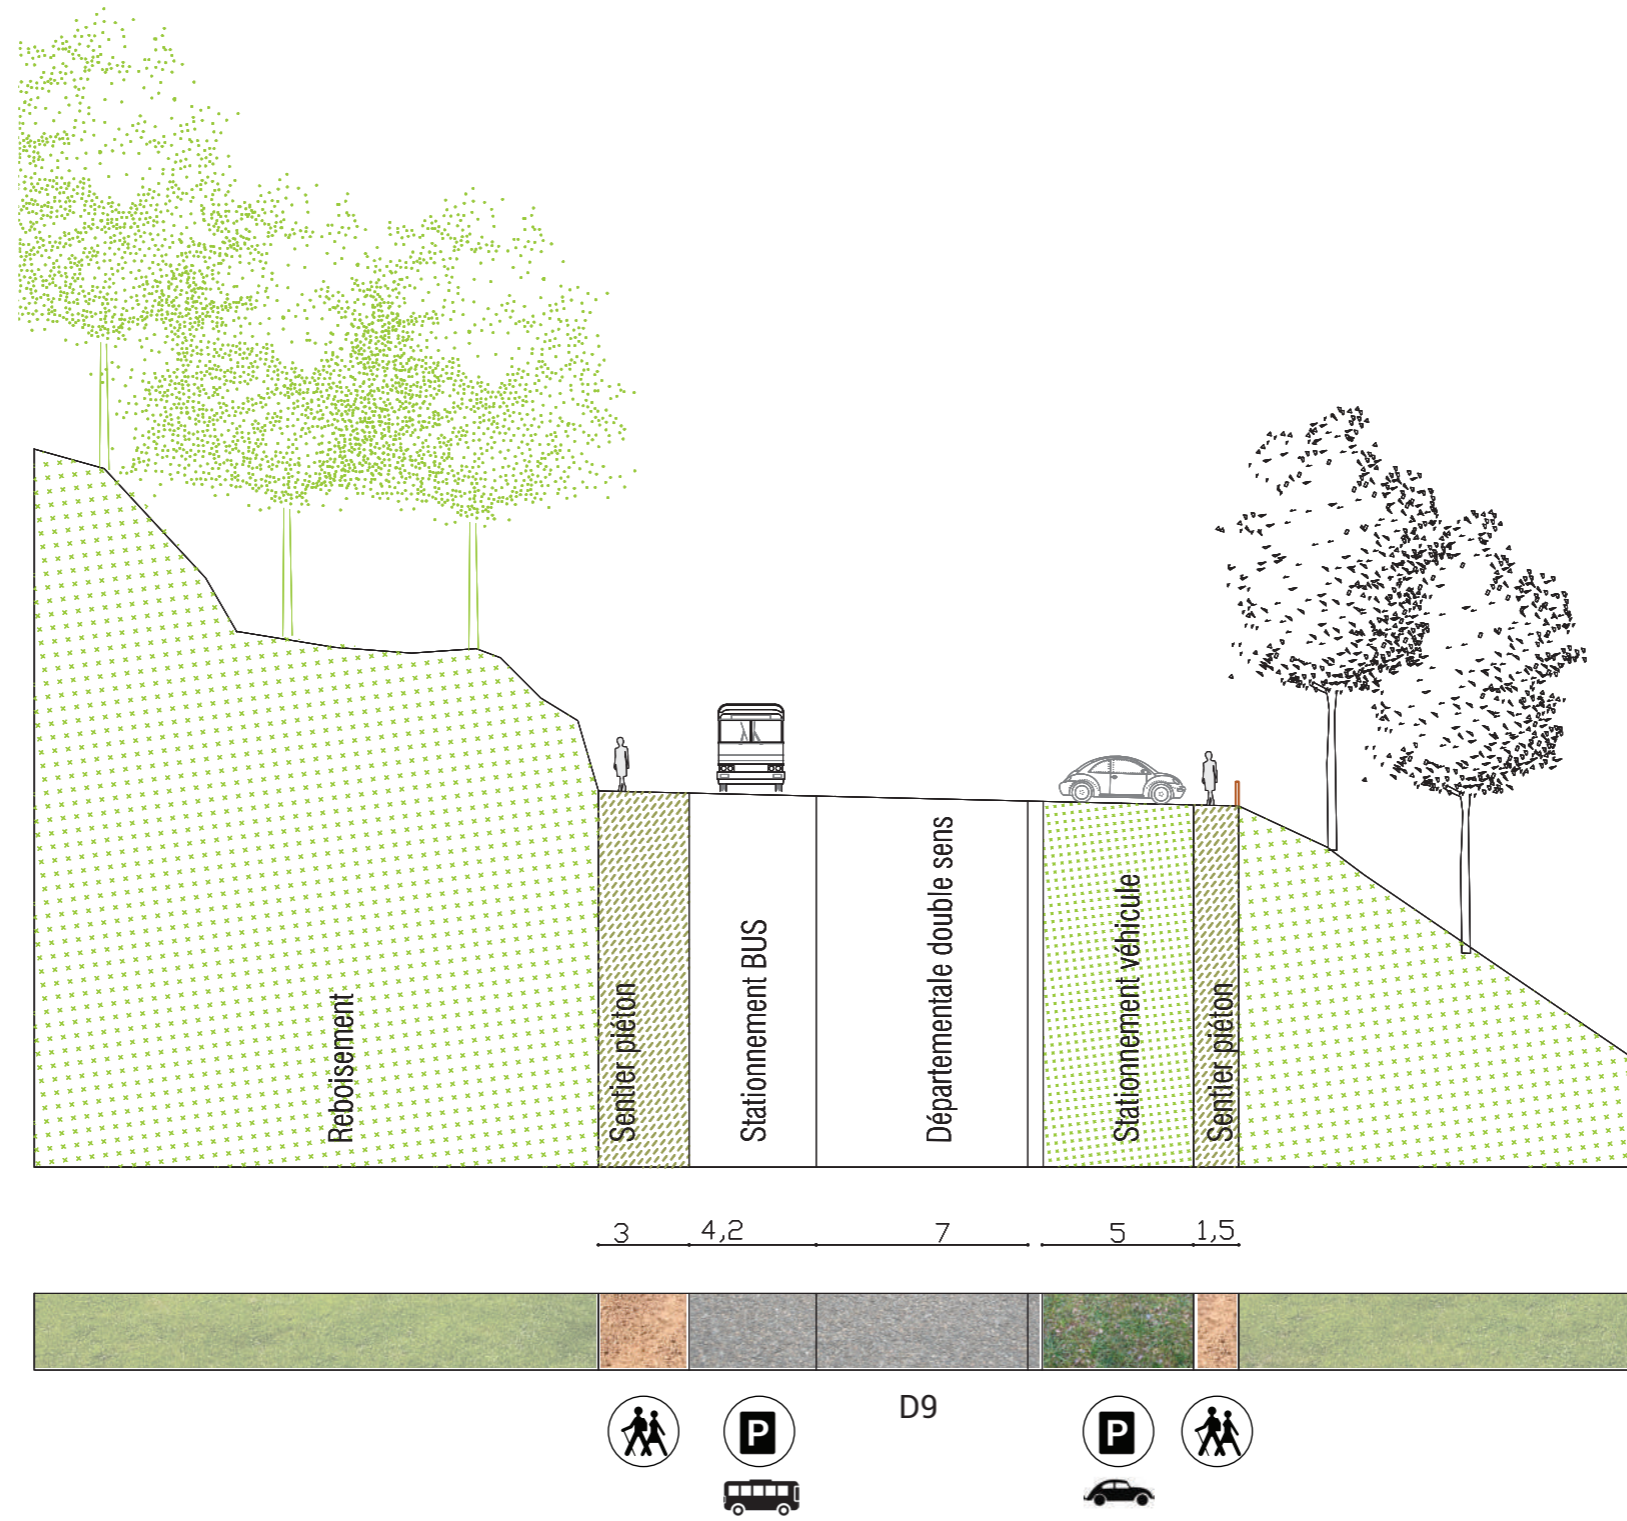 Reboisement
Sentier piéton
Stationnement BUS
Départementale double sens
Stationnement véhicule
Sentier piéton
3
4,2
7
5
1,5
D9
P
P